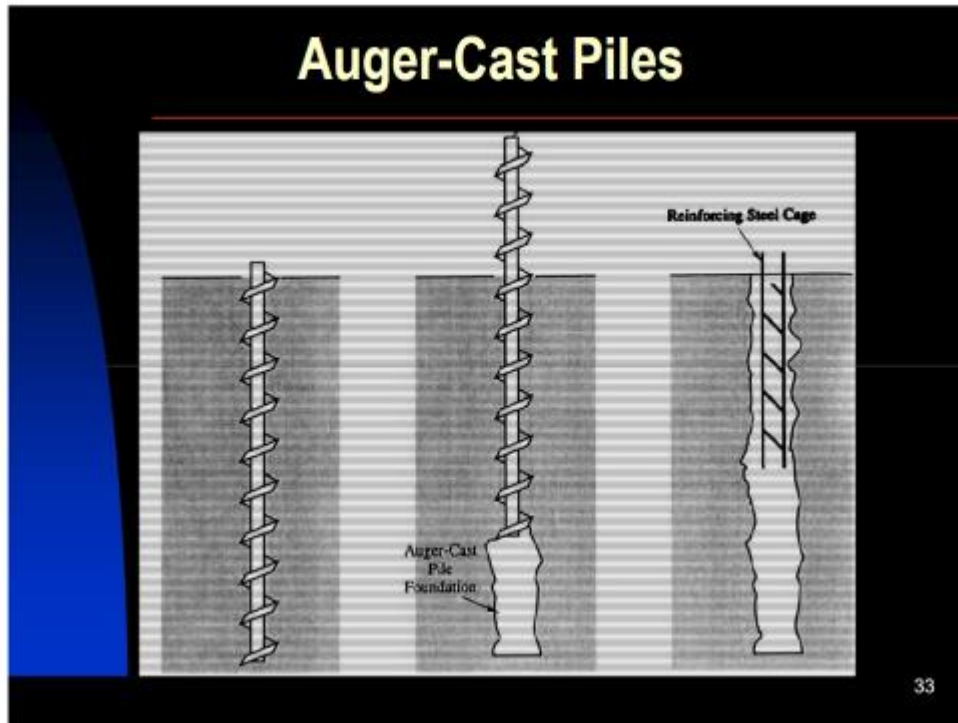 Auger-Cast Piles
Reinforcing Steel Cage
Auger-Cast
Pile
Foundation
33